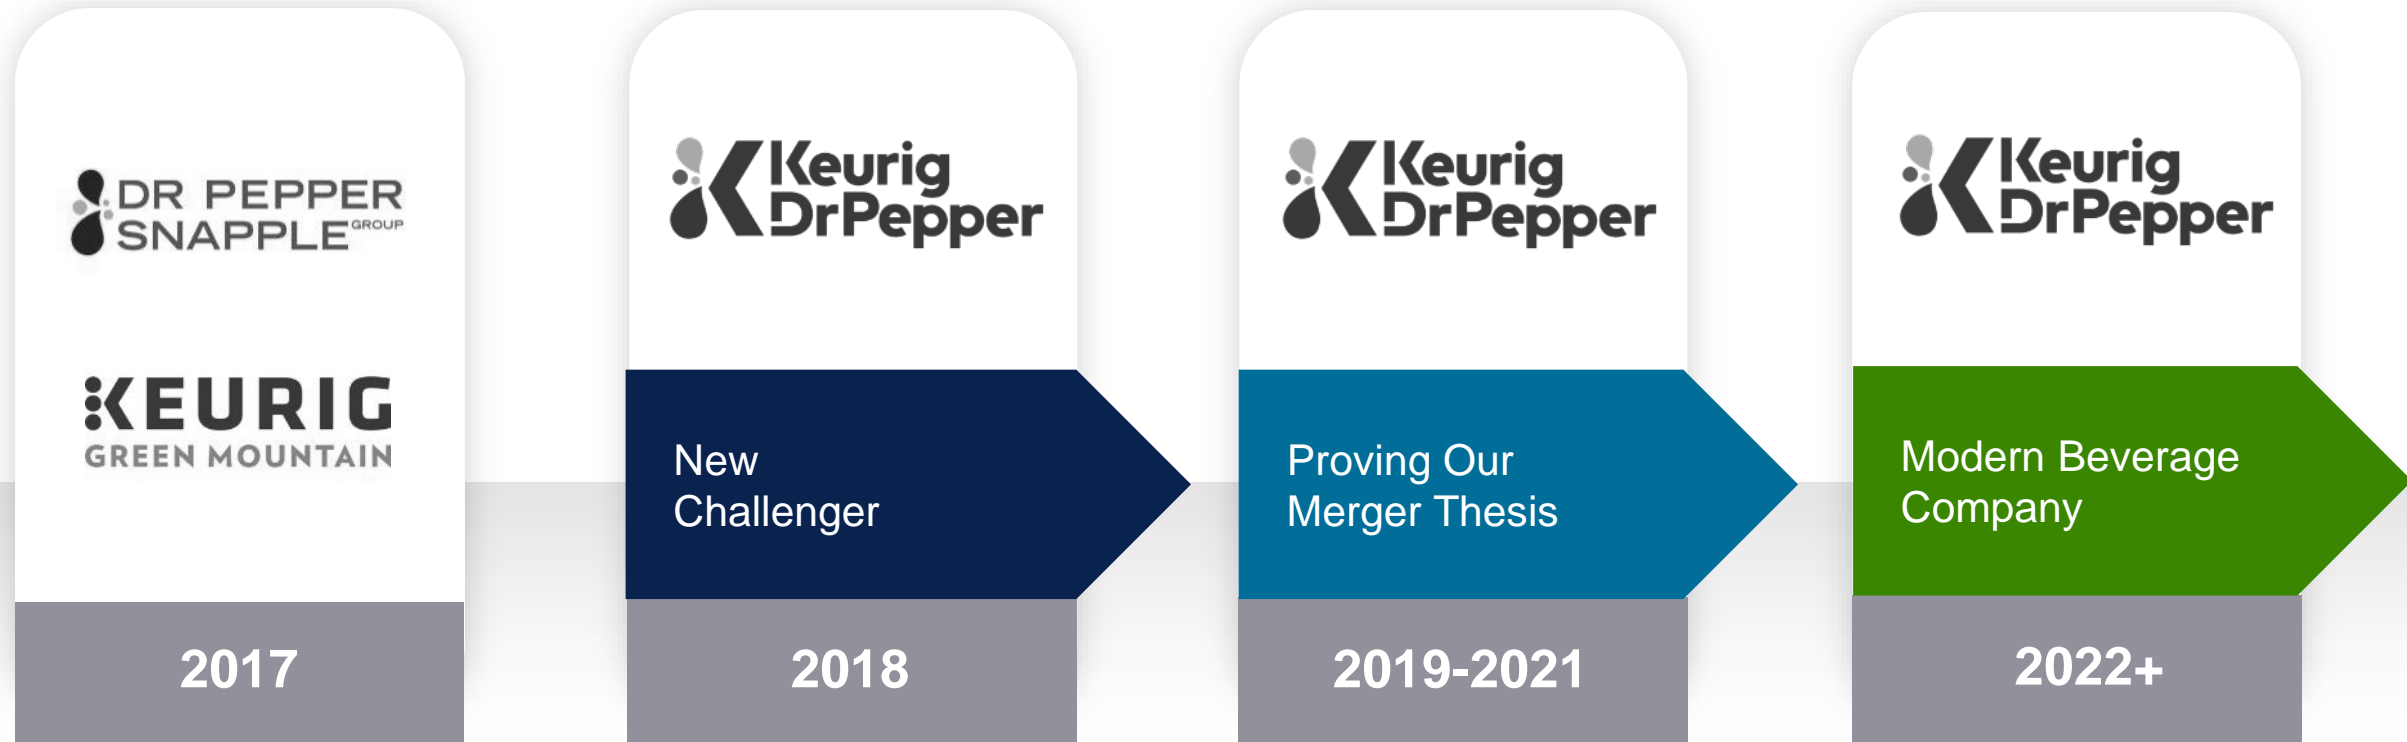 DR PEPPER
SNAPPLE GROUP
KEURIG
GREEN MOUNTAIN
2017
Keurig
DrPepper
New
Challenger
2018
Keurig
DrPepper
Proving Our
Merger Thesis
2019-2021
Keurig
DrPepper
Modern Beverage
Company
2022+